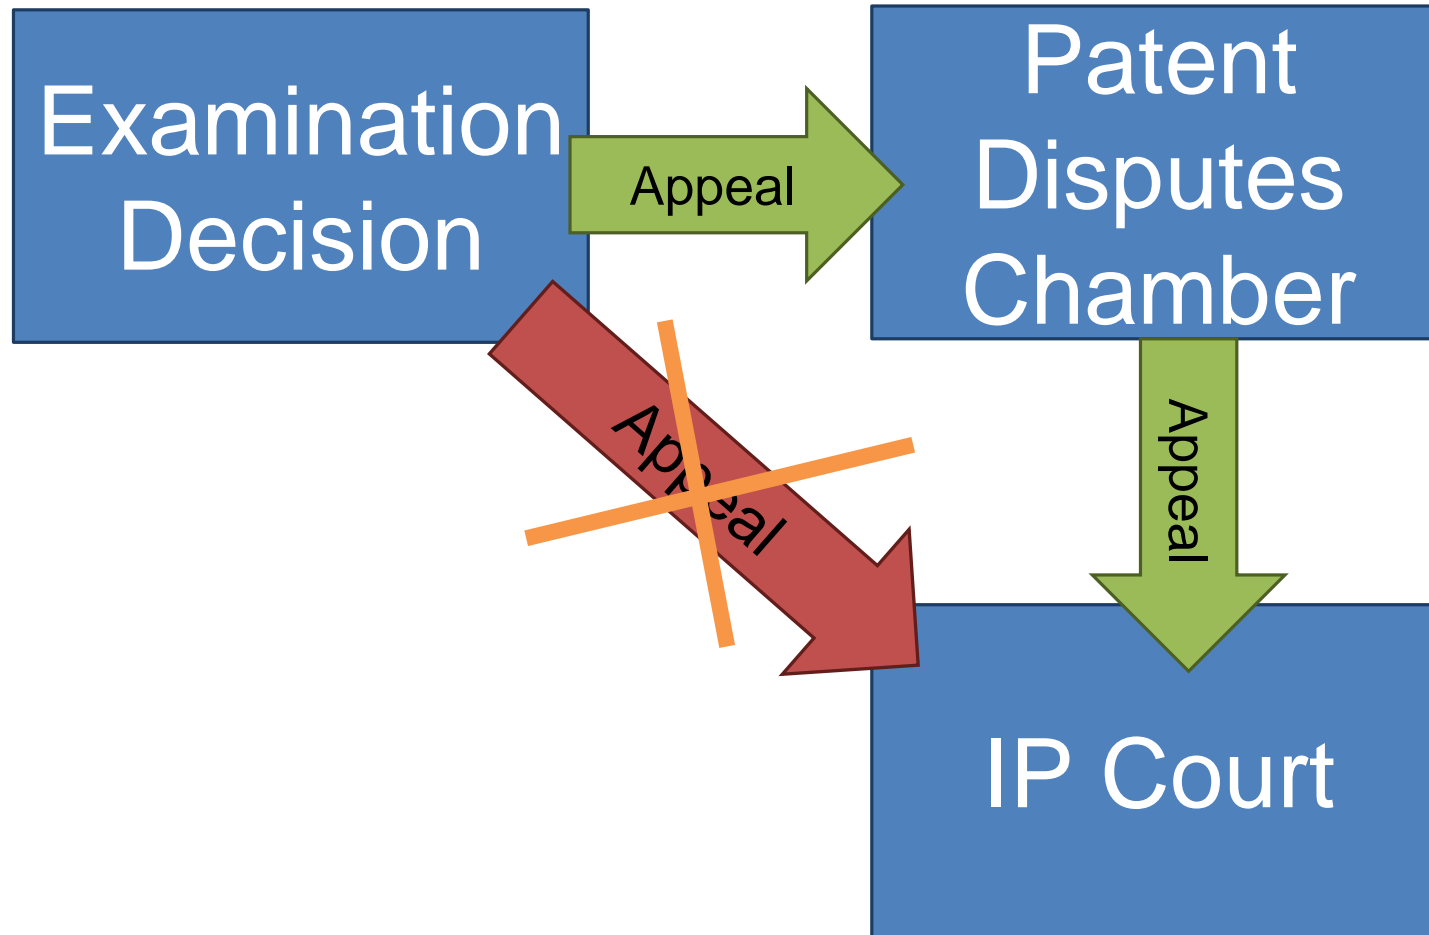 Examination
Decision
Appeal
Patent
Disputes
Chamber
Appeal
Appeal
IP Court